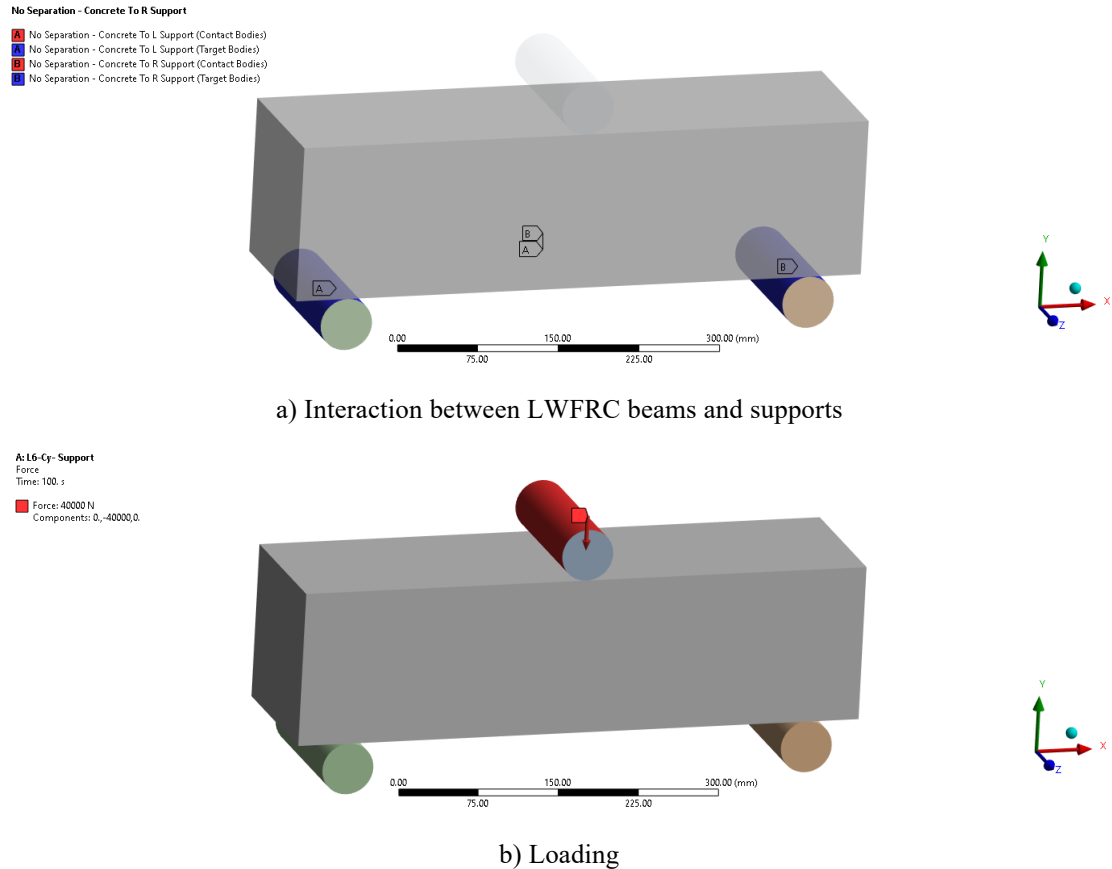 No Separation - Concrete To R Support
A No Separation - Concrete To L Support (Contact Bodies)
A No Separation - Concrete To L Support (Target Bodies)
B No Separation - Concrete To R Support (Contact Bodies)
B No Separation - Concrete To R Support (Target Bodies)
B
A
A
B
Y
X
Z
0.00 150.00 300.00 (mm)
75.00 225.00
a) Interaction between LWFRC beams and supports
A: L6-Cy- Support
Force
Time: 100. s
Force: 40000 N
Components: 0.,-40000,0.
Y
X
Z
0.00 150.00 300.00 (mm)
75.00 225.00
b) Loading